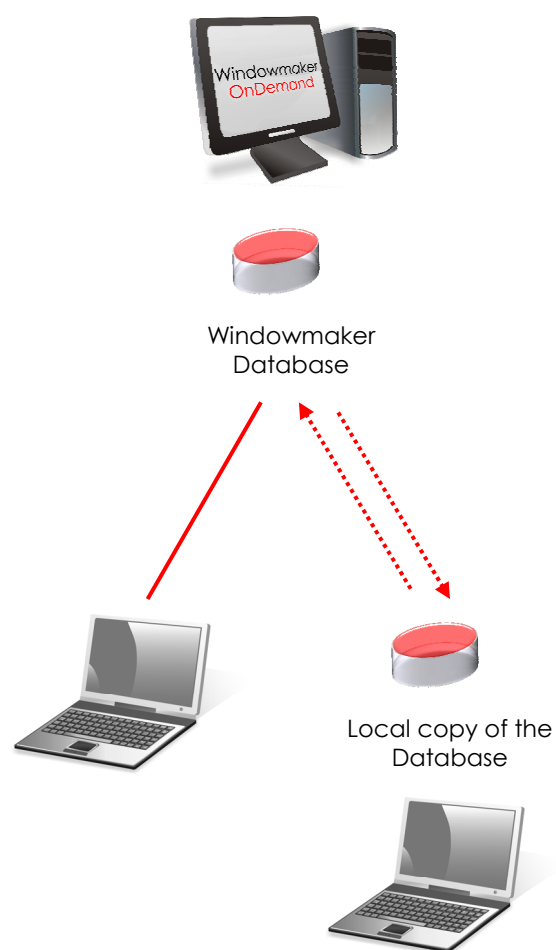 Windowmaker
OnDemand
Windowmaker
Database
Local copy of the
Database